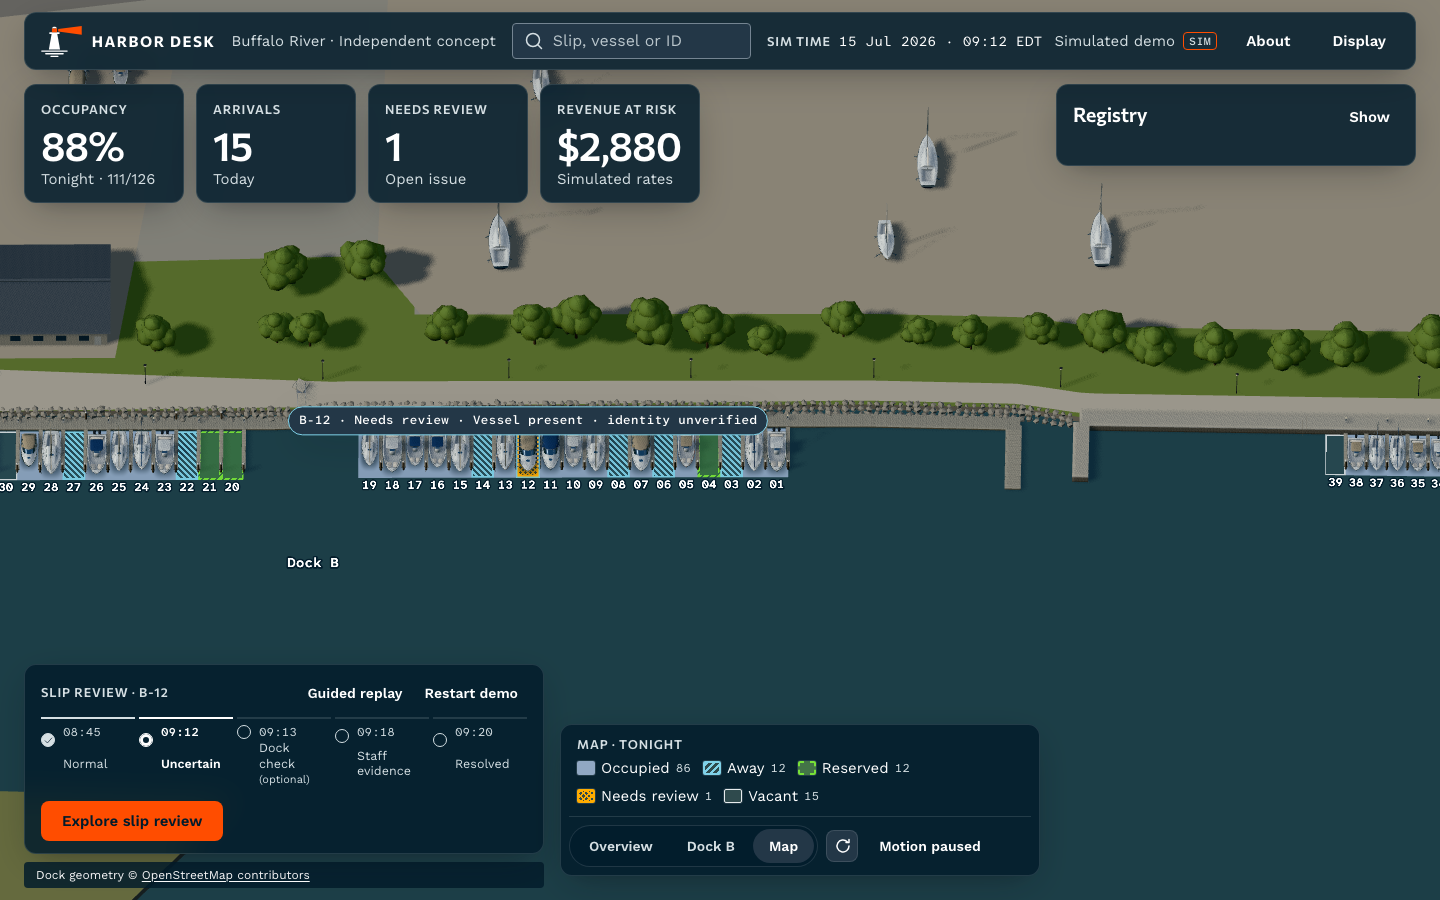 HARBOR DESK
Buffalo River · Independent concept
Slip, vessel or ID
SIM TIME 15 Jul 2026 · 09:12 EDT
Simulated demo SIM
About
Display
OCCUPANCY
88%
Tonight · 111/126
ARRIVALS
15
Today
NEEDS REVIEW
1
Open issue
REVENUE AT RISK
$2,880
Simulated rates
Registry
Show
B-12 · Needs review · Vessel present · identity unverified
30 29 28 27 26 25 24 23 22 21 20
19 18 17 16 15 14 13 12 11 10 09 08 07 06 05 04 03 02 01
39 38 37 36 35
Dock B
SLIP REVIEW · B-12
Guided replay
Restart demo
08:45
Normal
09:12
Uncertain
09:13
Dock
check
(optional)
09:18
Staff
evidence
09:20
Resolved
Explore slip review
Dock geometry © OpenStreetMap contributors
MAP · TONIGHT
Occupied 86 Away 12 Reserved 12
Needs review 1 Vacant 15
Overview
Dock B
Map
Motion paused